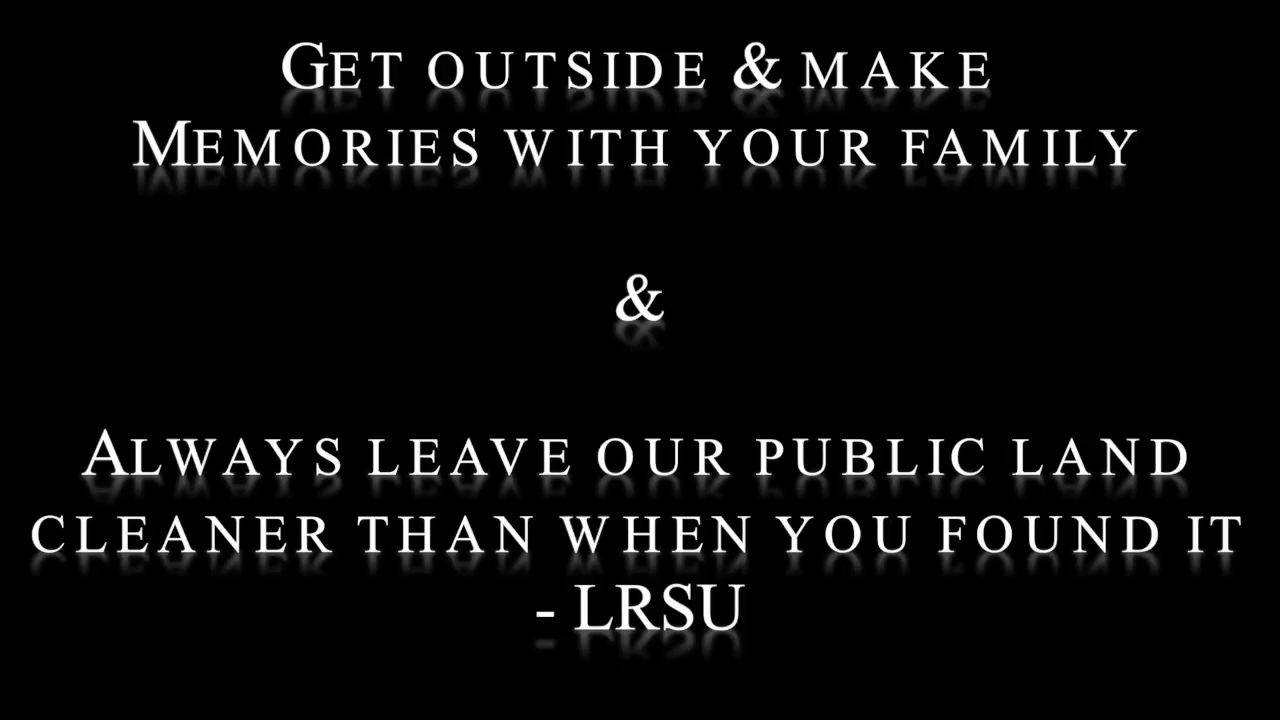 Get outside & make
Memories with your family
&
Always leave our public land
cleaner than when you found it
- LRSU